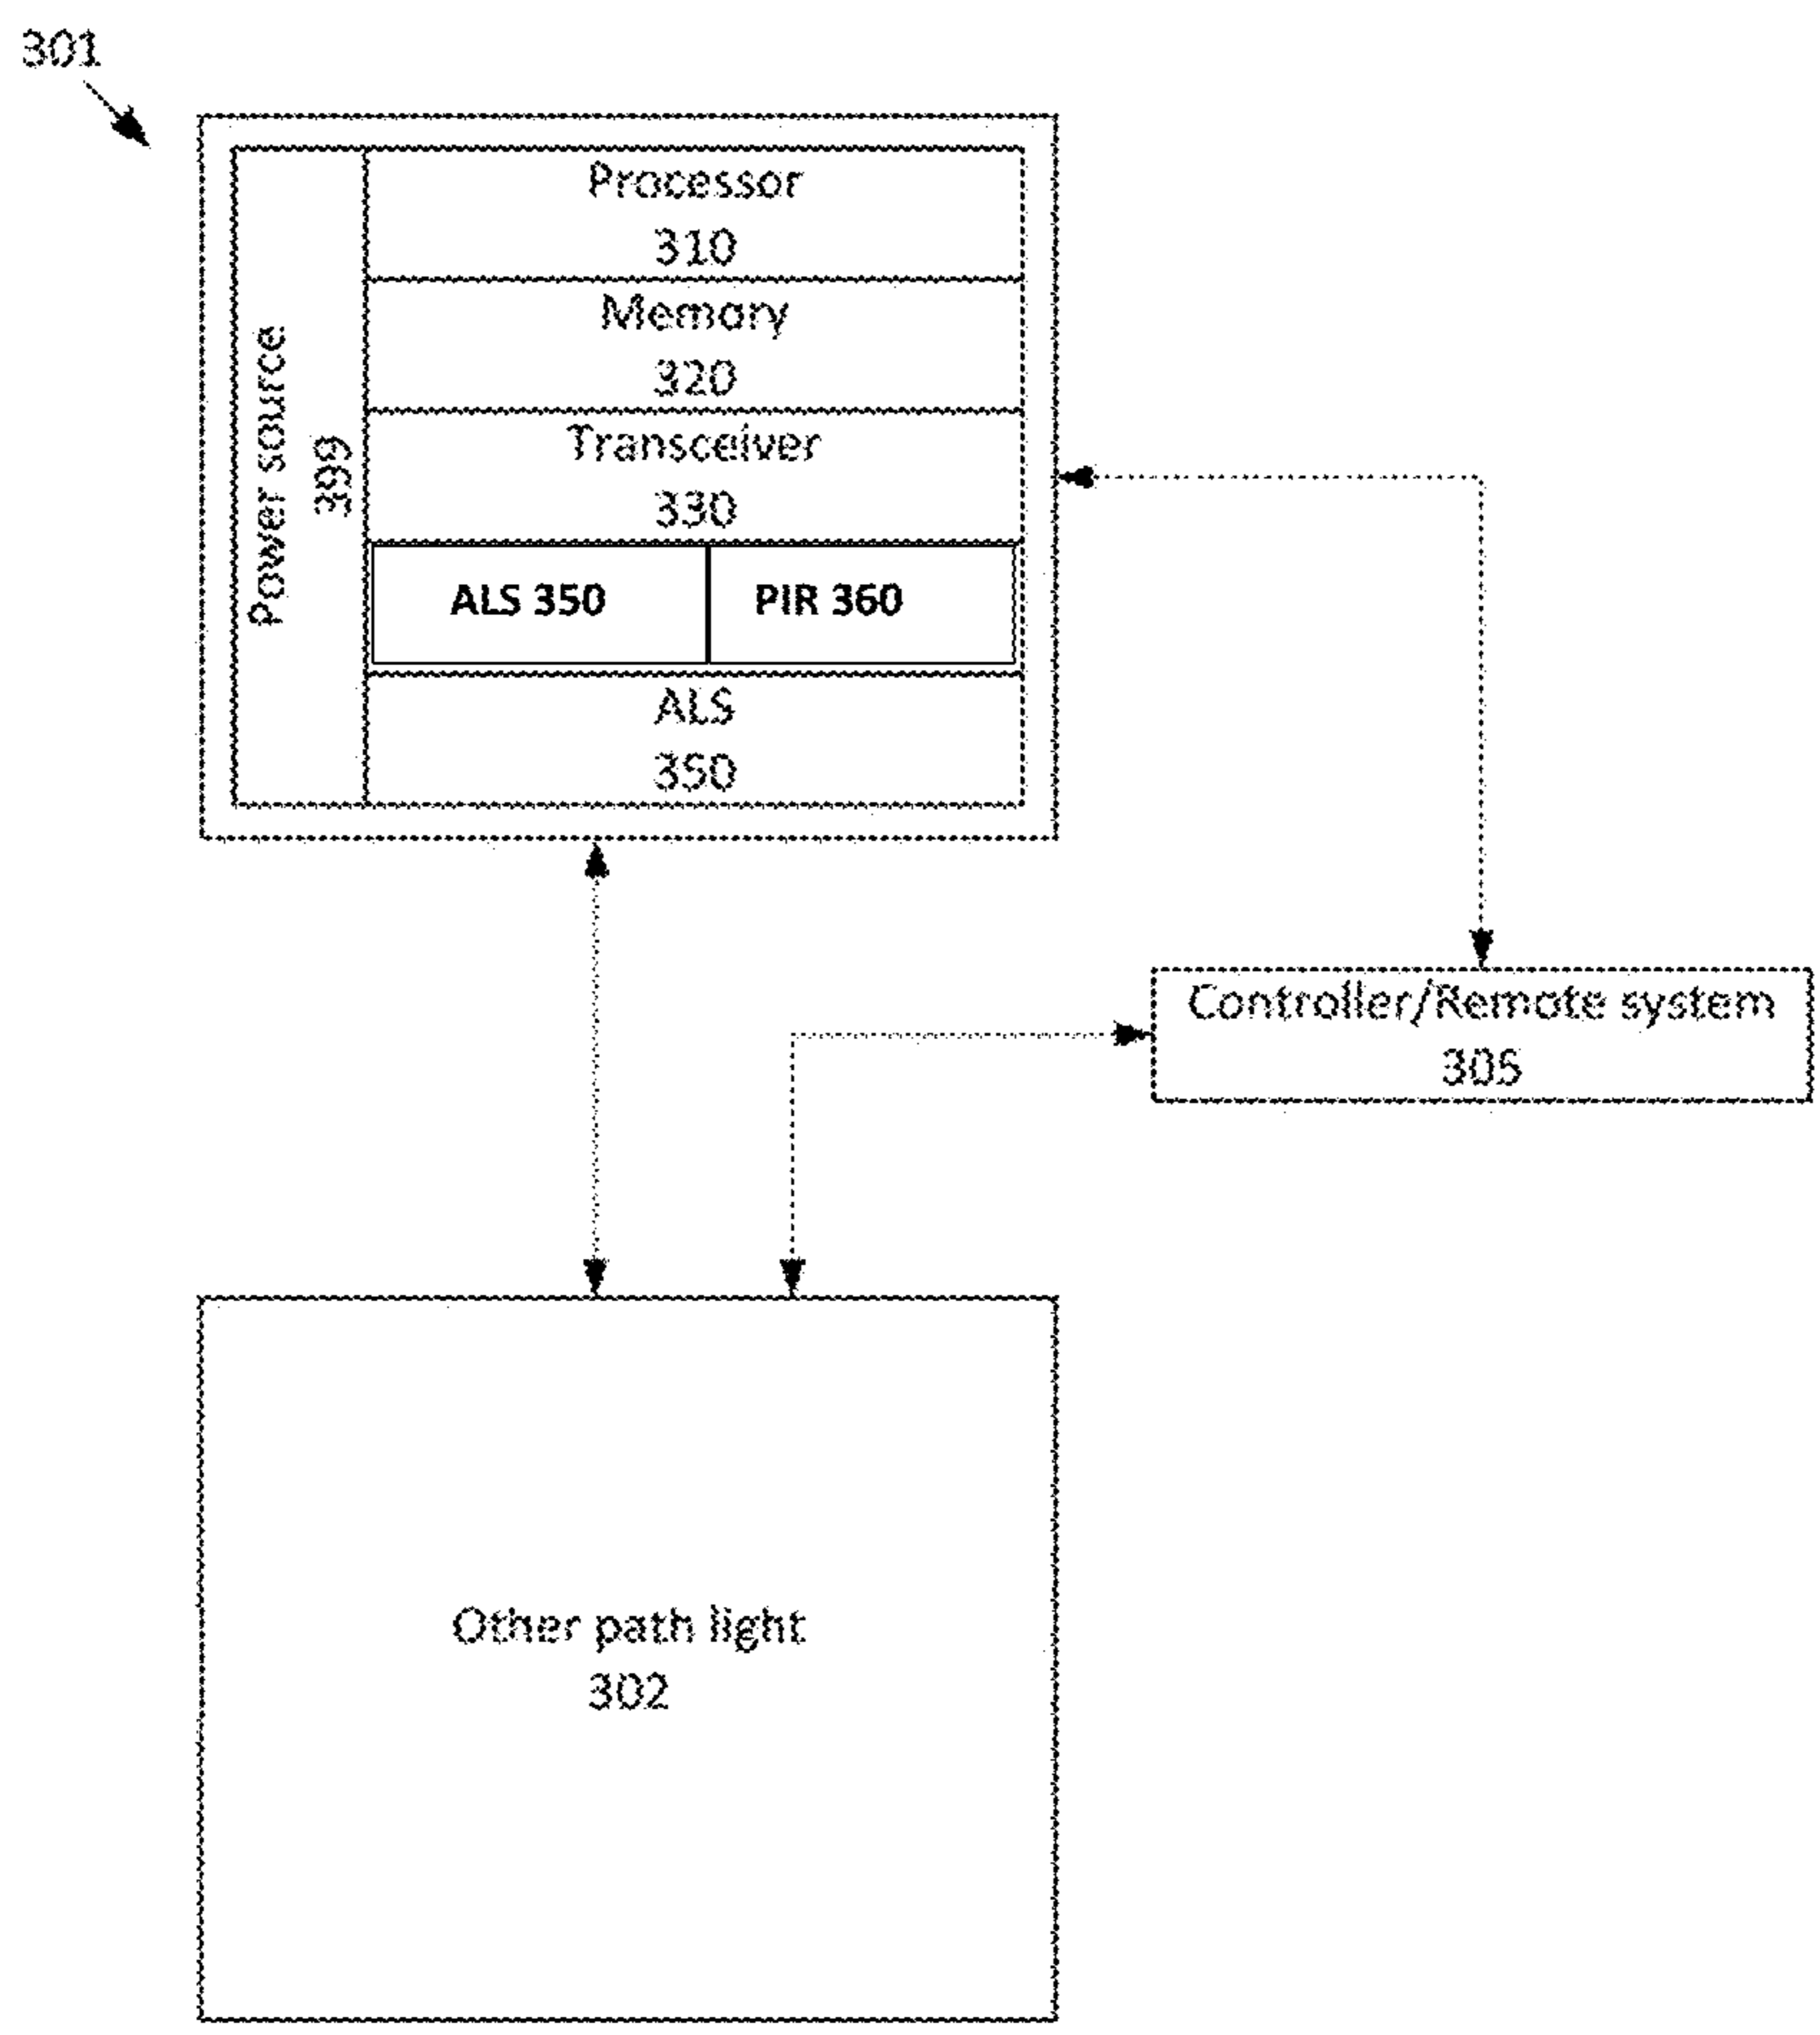 301
Power source
399
Processor
310
Memory
320
Transceiver
330
ALS 350
PIR 360
ALS
350
Controller/Remote system
305
Other path light
302